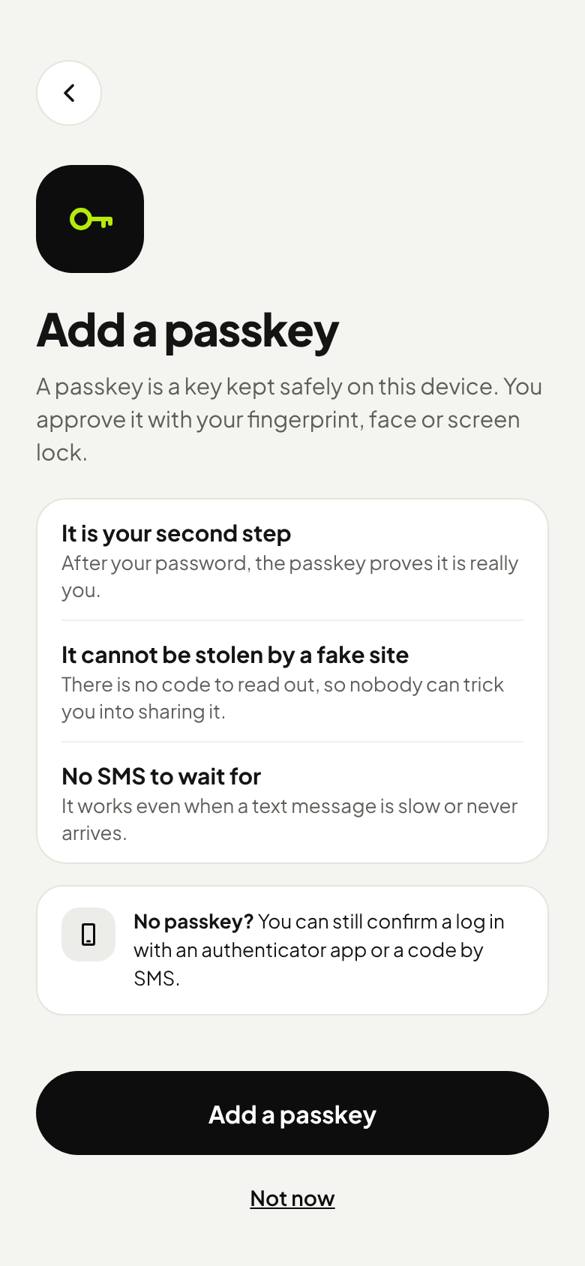 Add a passkey
A passkey is a key kept safely on this device. You
approve it with your fingerprint, face or screen
lock.
It is your second step
After your password, the passkey proves it is really
you.
It cannot be stolen by a fake site
There is no code to read out, so nobody can trick
you into sharing it.
No SMS to wait for
It works even when a text message is slow or never
arrives.
No passkey? You can still confirm a log in
with an authenticator app or a code by
SMS.
Add a passkey
Not now